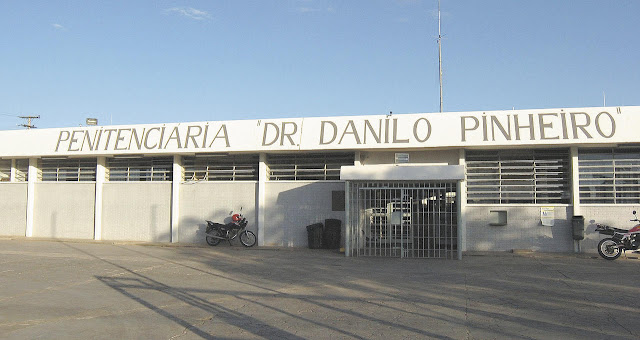 PENITENCIARIA "DR. DANILO PINHEIRO"